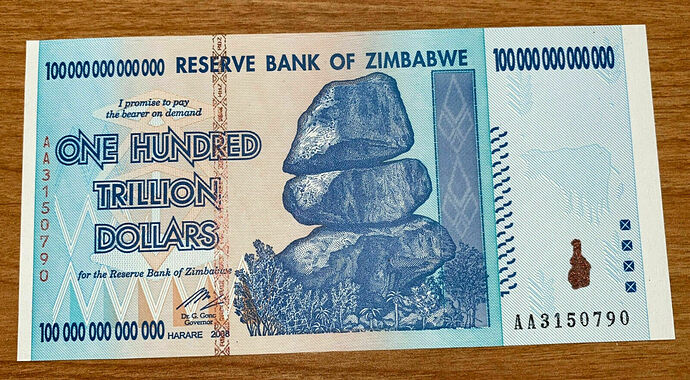 100 000 000 000 000
RESERVE BANK OF ZIMBABWE
100 000 000 000 000
I promise to pay
the bearer on demand
AA3150790
ONE HUNDRED
TRILLION
DOLLARS
for the Reserve Bank of Zimbabwe
Dr. G. Gono
Governor
100 000 000 000 000
HARARE 2008
AA3150790